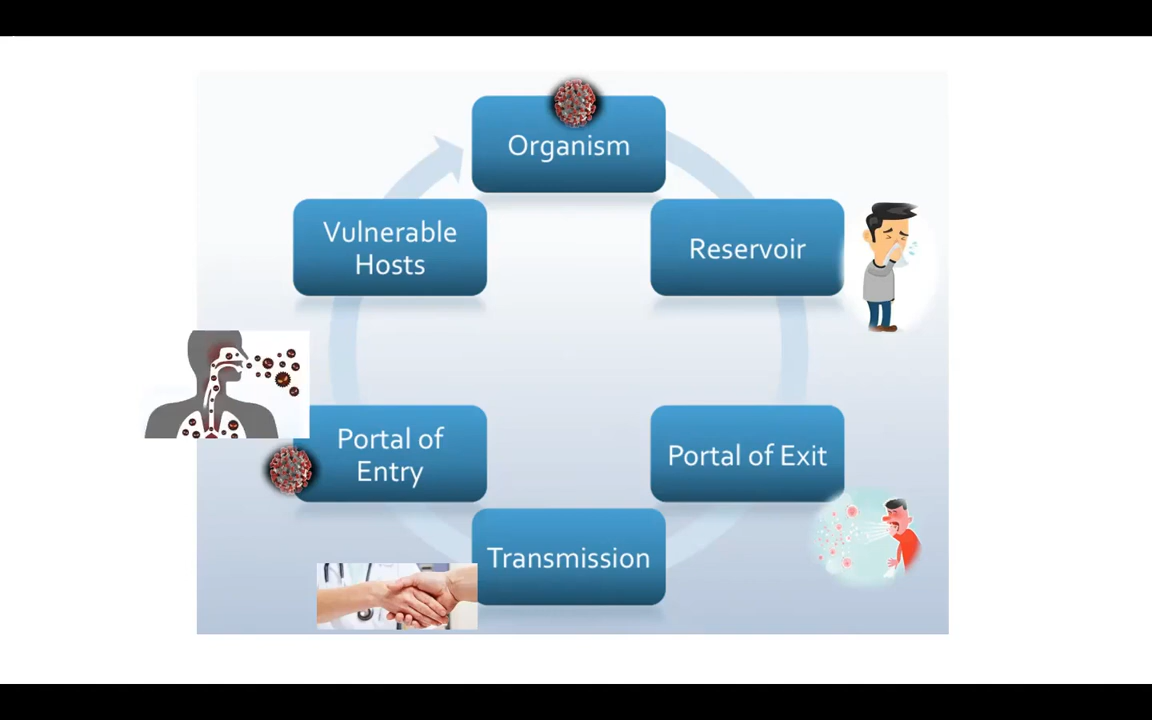 Organism
Reservoir
Portal of Exit
Transmission
Portal of
Entry
Vulnerable
Hosts